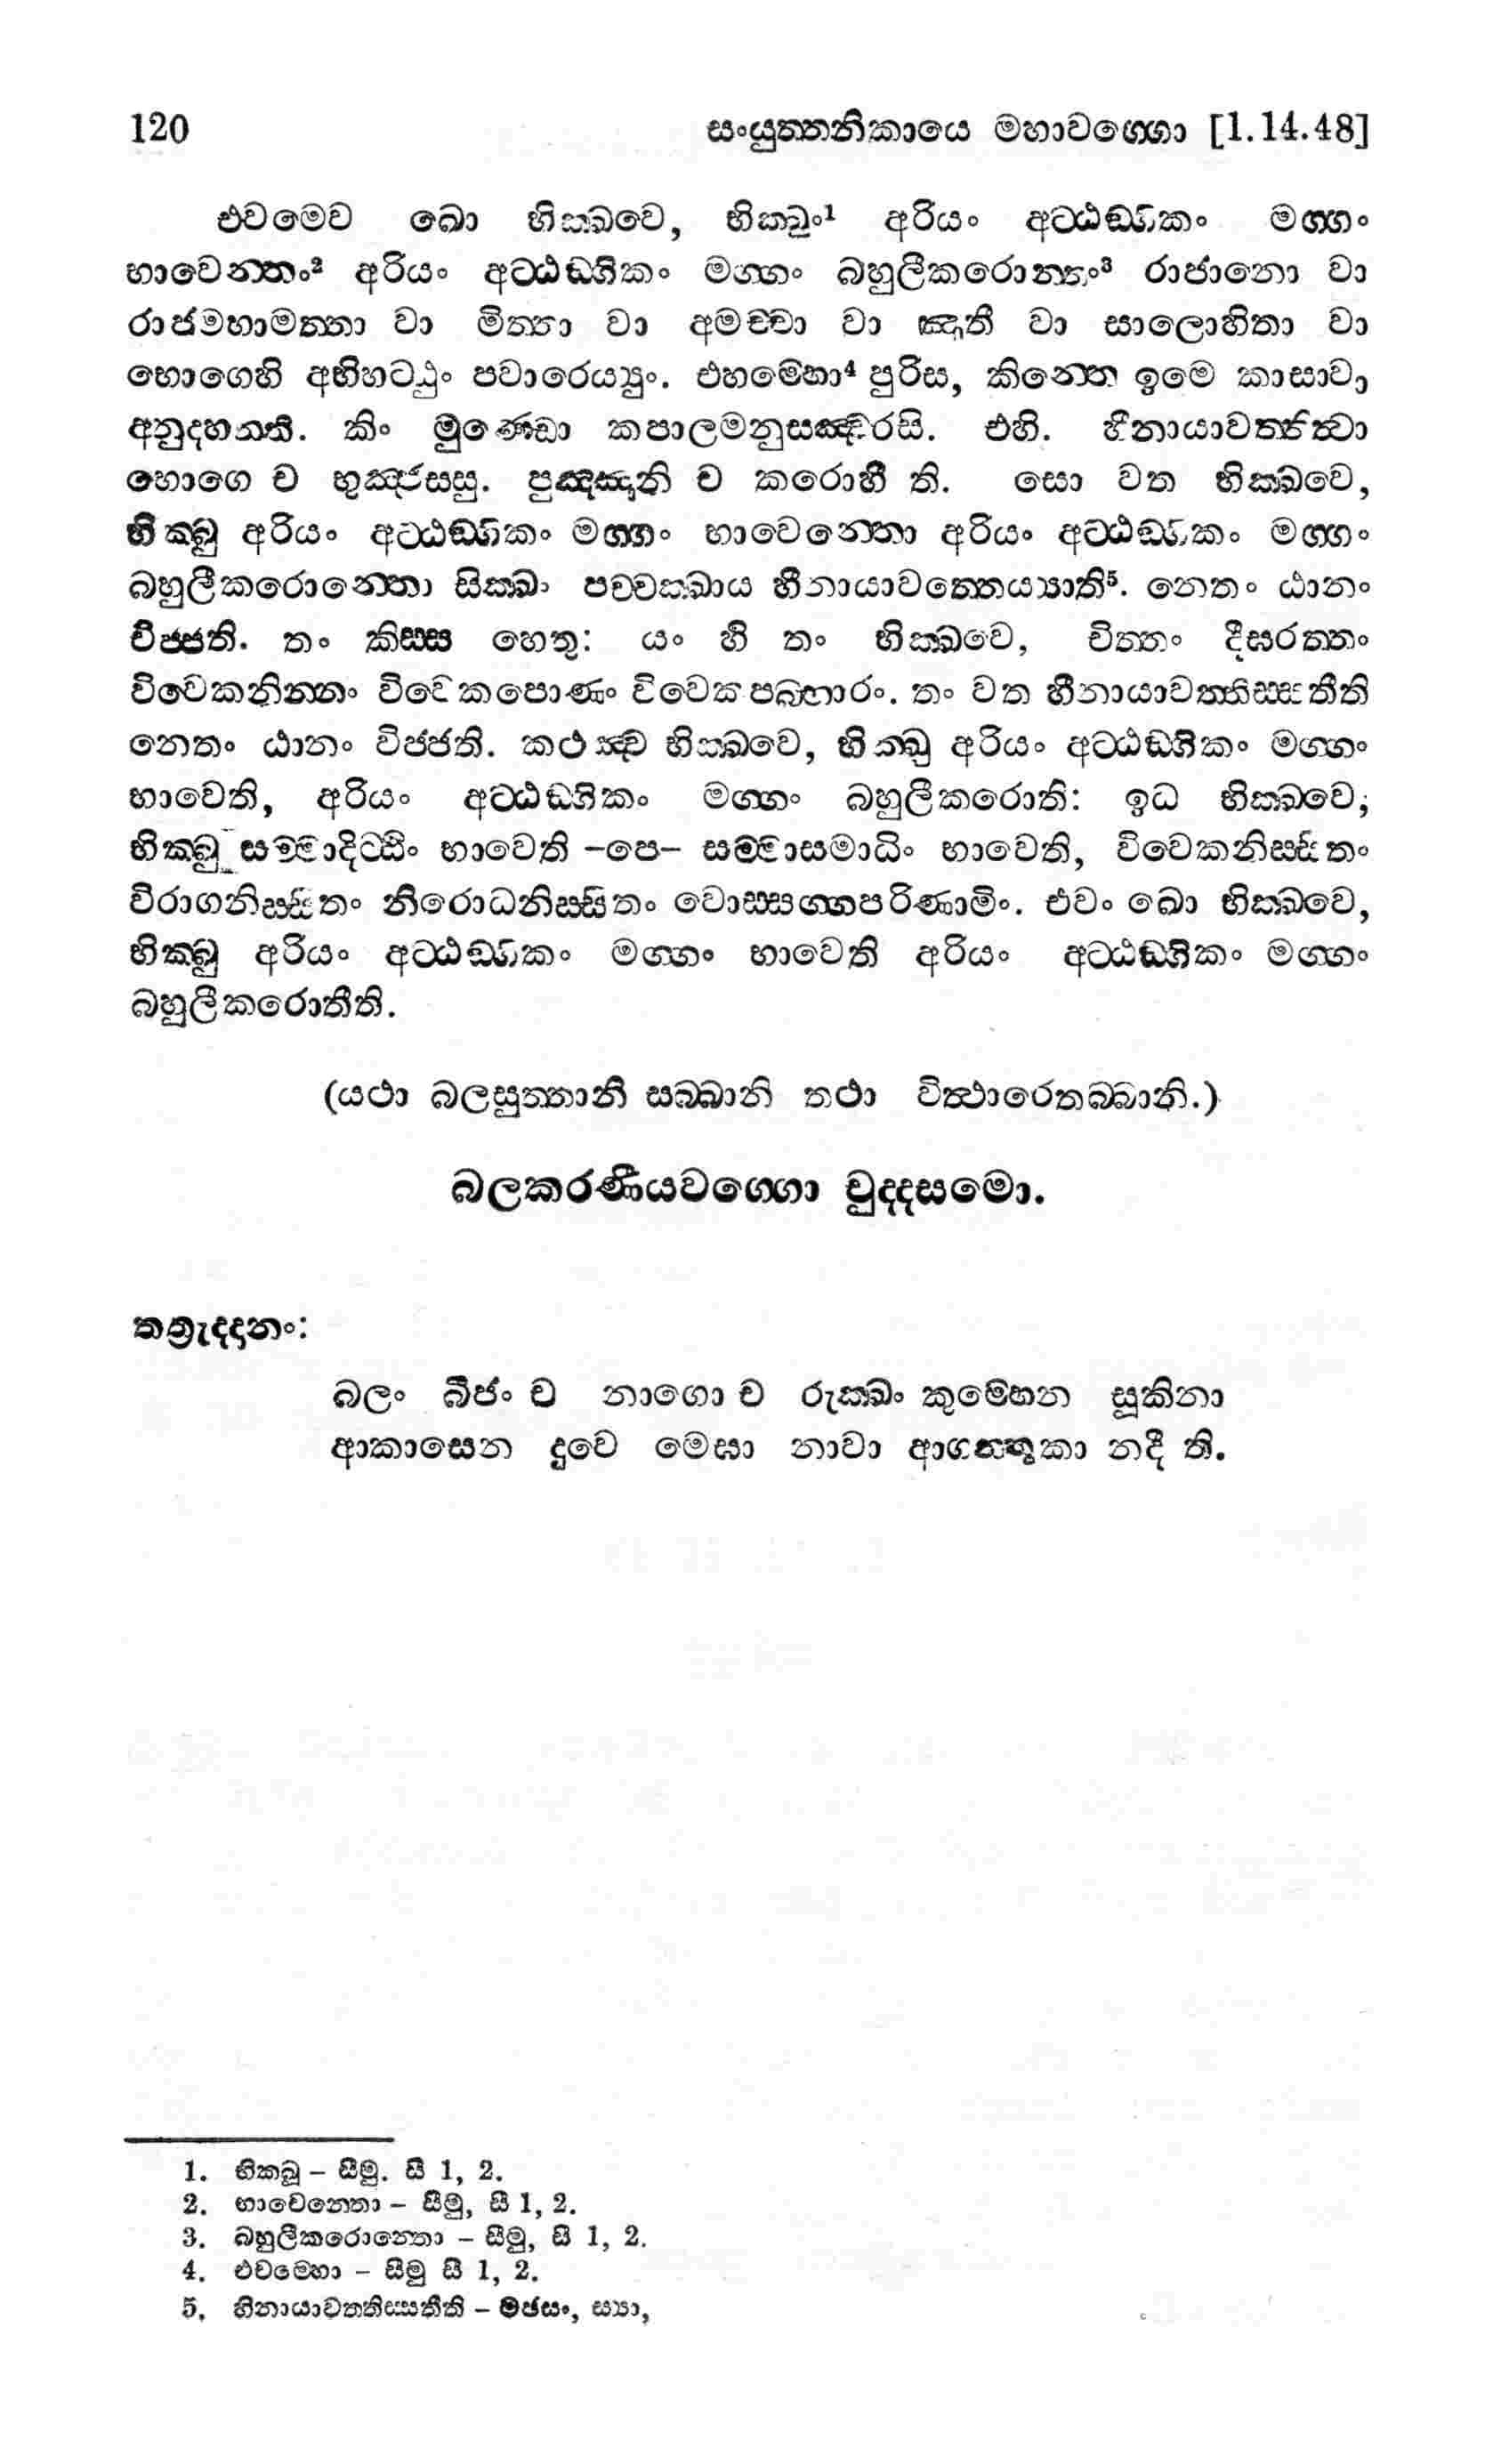 120 සංයුත්තනිකායෙ මහාවග්ගො [1.14.48]
එවමෙව ඛො භික්ඛවෙ, භික්ඛුං¹ අරියං අට්ඨඞ්ගිකං මග්ගං
භාවෙන්තං² අරියං අට්ඨඞ්ගිකං මග්ගං බහුලීකරොන්තං³ රාජානො වා
රාජමහාමත්තා වා මිත්තා වා අමච්චා වා ඤාතී වා සාලොහිතා වා
භොගෙහි අභිහට්ඨුං පවාරෙය්‍යුං. එහම්භො⁴ පුරිස, කින්තෙ ඉමෙ කාසාවා
අනුදහන්ති. කිං මුණ්ඩො කපාලමනුසඤ්චරසි. එහි. හීනායාවත්තිත්‍වා
භොගෙ ච භුඤ්ජස්සු. පුඤ්ඤානි ච කරොහී ති. සො වත භික්ඛවෙ,
භික්ඛු අරියං අට්ඨඞ්ගිකං මග්ගං භාවෙන්තො අරියං අට්ඨඞ්ගිකං මග්ගං
බහුලීකරොන්තො සික්ඛං පච්චක්ඛාය හීනායාවත්තෙය්‍යාති⁵. නෙතං ඨානං
විජ්ජති. තං කිස්ස හෙතු: යං හි තං භික්ඛවෙ, චිත්තං දීඝරත්තං
විවෙකනින්නං විවෙකපොණං විවෙකපබ්භාරං. තං වත හීනායාවත්තිස්සතීති
නෙතං ඨානං විජ්ජති. කථඤ්ච භික්ඛවෙ, භික්ඛු අරියං අට්ඨඞ්ගිකං මග්ගං
භාවෙති, අරියං අට්ඨඞ්ගිකං මග්ගං බහුලීකරොති: ඉධ භික්ඛවෙ,
භික්ඛු සම්මාදිට්ඨිං භාවෙති –පෙ– සම්මාසමාධිං භාවෙති, විවෙකනිස්සිතං
විරාගනිස්සිතං නිරොධනිස්සිතං වොස්සග්ගපරිණාමිං. එවං ඛො භික්ඛවෙ,
භික්ඛු අරියං අට්ඨඞ්ගිකං මග්ගං භාවෙති අරියං අට්ඨඞ්ගිකං මග්ගං
බහුලීකරොතීති.
(යථා බලසුත්තානි සබ්බානි තථා විත්ථාරෙතබ්බානි.)
බලකරණීයවග්ගො චුද්දසමො.
තත්‍රුද්දානං:
බලං බීජං ච නාගො ච රුක්ඛං කුම්භෙන සූකිනා
ආකාසෙන දුවෙ මෙඝා නාවා ආගන්තුකා නදී ති.
1. භික්ඛූ – සීමු. සී 1, 2.
2. භාවෙන්තො – සීමු, සී 1, 2.
3. බහුලීකරොන්තො – සීමු, සී 1, 2.
4. එවම්භො – සීමු සී 1, 2.
5. හිනායාවත්තිස්සතීති – මජසං, ස්‍යා,